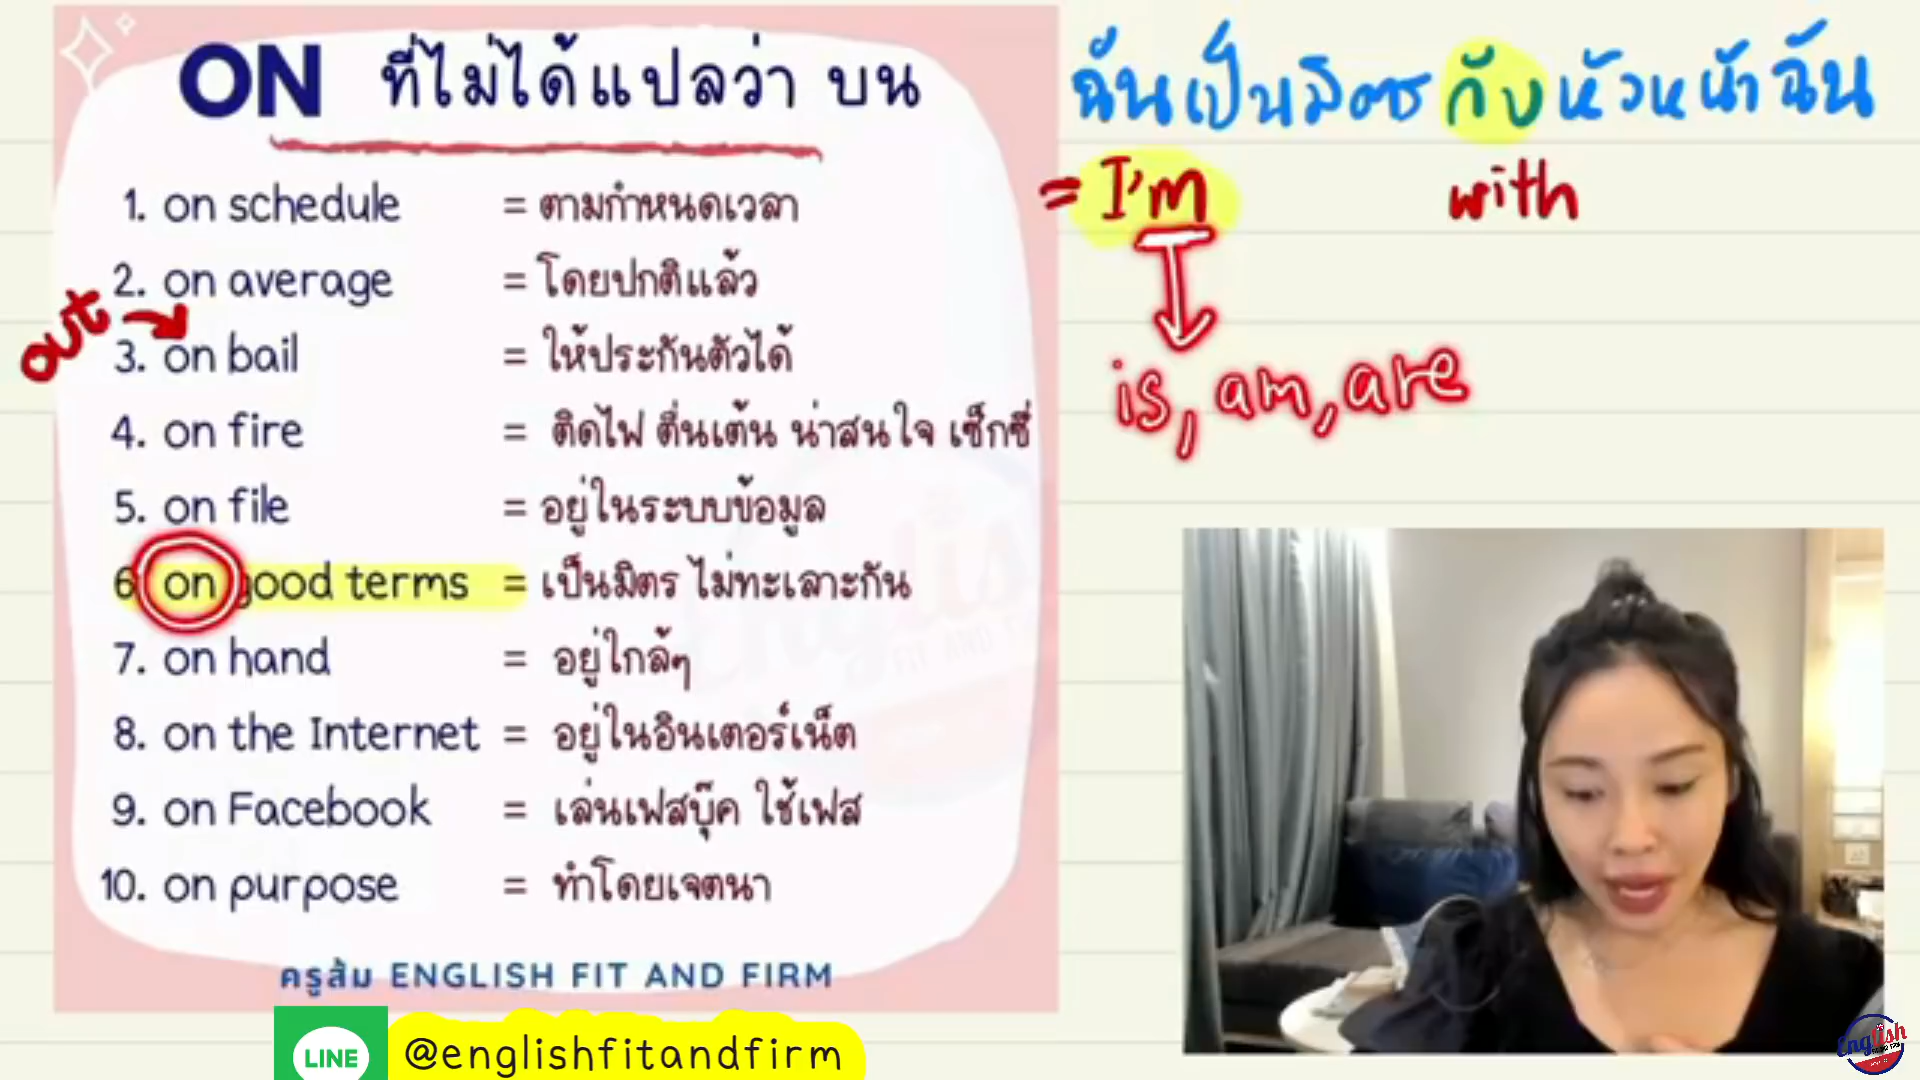 ON ที่ไม่ได้แปลว่า บน
1. on schedule = ตามกำหนดเวลา
2. on average = โดยปกติแล้ว
out
3. on bail = ให้ประกันตัวได้
4. on fire = ติดไฟ ตื่นเต้น น่าสนใจ เซ็กซี่
5. on file = อยู่ในระบบข้อมูล
6 on good terms = เป็นมิตร ไม่ทะเลาะกัน
7. on hand = อยู่ใกล้ๆ
8. on the Internet = อยู่ในอินเตอร์เน็ต
9. on Facebook = เล่นเฟสบุ๊ค ใช้เฟส
10. on purpose = ทำโดยเจตนา
ครูส้ม ENGLISH FIT AND FIRM
LINE @englishfitandfirm
ฉันเป็นมิตร กับ หัวหน้าฉัน
= I'm with
is, am, are
English